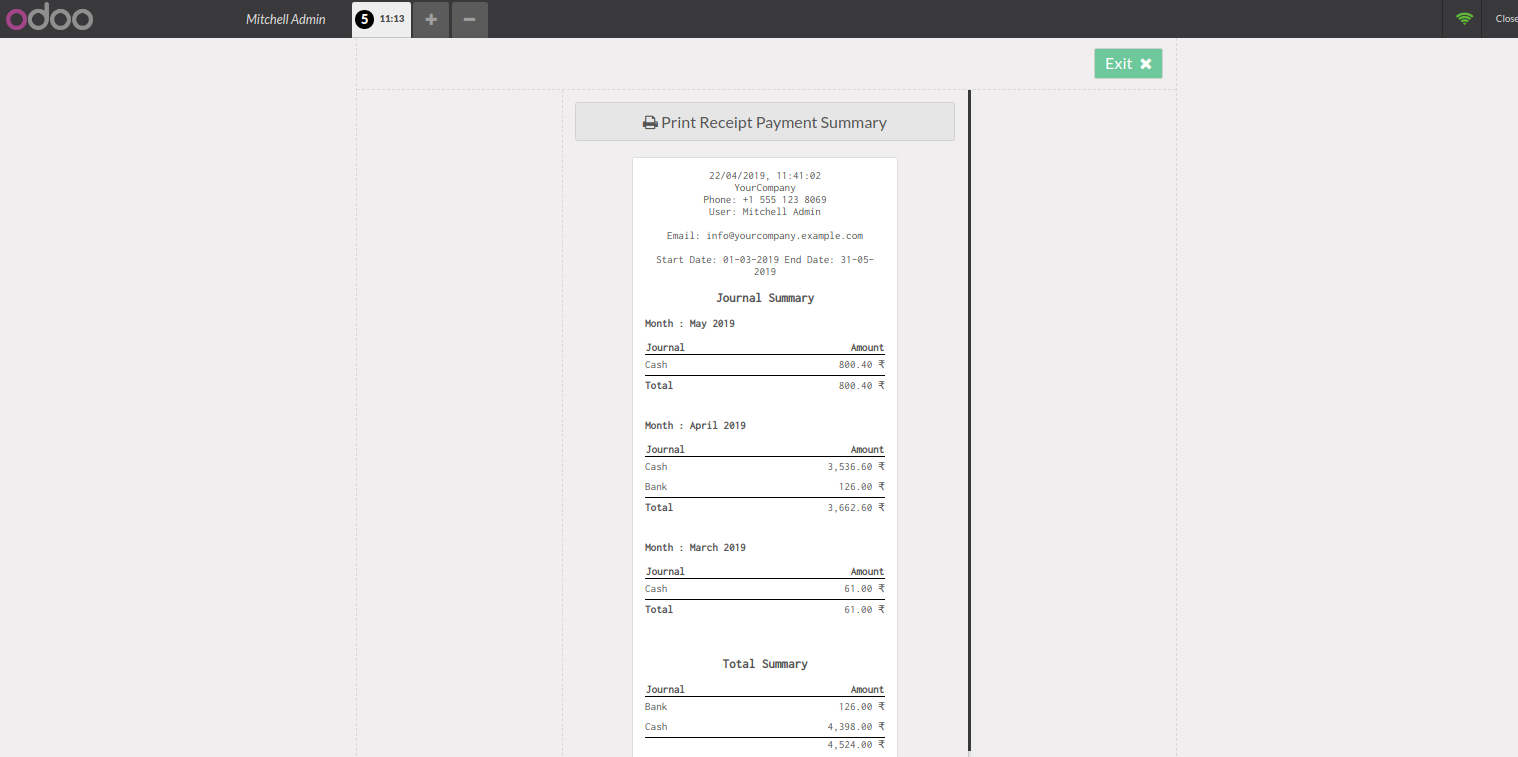 odoo Mitchell Admin 5 11:13 + − Close
Exit ✖
Print Receipt Payment Summary
22/04/2019, 11:41:02
YourCompany
Phone: +1 555 123 8069
User: Mitchell Admin
Email: info@yourcompany.example.com
Start Date: 01-03-2019 End Date: 31-05-
2019
Journal Summary
Month : May 2019
Journal Amount
Cash 800.40 ₹
Total 800.40 ₹
Month : April 2019
Journal Amount
Cash 3,536.60 ₹
Bank 126.00 ₹
Total 3,662.60 ₹
Month : March 2019
Journal Amount
Cash 61.00 ₹
Total 61.00 ₹
Total Summary
Journal Amount
Bank 126.00 ₹
Cash 4,398.00 ₹
4,524.00 ₹